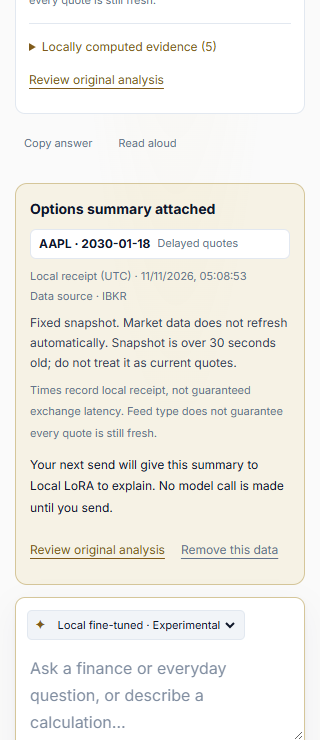 every quote is still fresh.
▶ Locally computed evidence (5)
Review original analysis
Copy answer Read aloud
Options summary attached
AAPL · 2030-01-18 Delayed quotes
Local receipt (UTC) · 11/11/2026, 05:08:53
Data source · IBKR
Fixed snapshot. Market data does not refresh
automatically. Snapshot is over 30 seconds
old; do not treat it as current quotes.
Times record local receipt, not guaranteed
exchange latency. Feed type does not guarantee
every quote is still fresh.
Your next send will give this summary to
Local LoRA to explain. No model call is made
until you send.
Review original analysis Remove this data
✦ Local fine-tuned · Experimental
Ask a finance or everyday
question, or describe a
calculation...